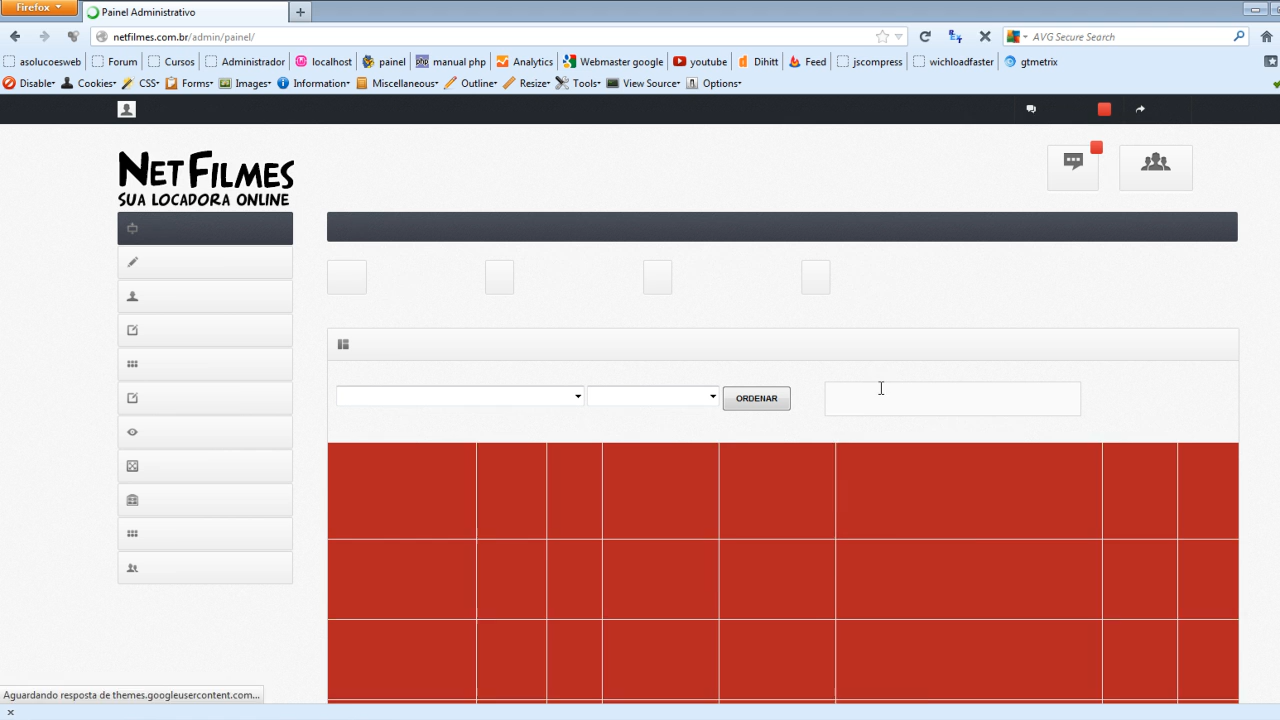 Firefox
Painel Administrativo
netfilmes.com.br/admin/painel/
AVG Secure Search
asolucoesweb Forum Cursos Administrador localhost painel manual php Analytics Webmaster google youtube Dihitt Feed jscompress wichloadfaster gtmetrix
Disable Cookies CSS Forms Images Information Miscellaneous Outline Resize Tools View Source Options
NETFILMES
SUA LOCADORA ONLINE
ORDENAR
Aguardando resposta de themes.googleusercontent.com...